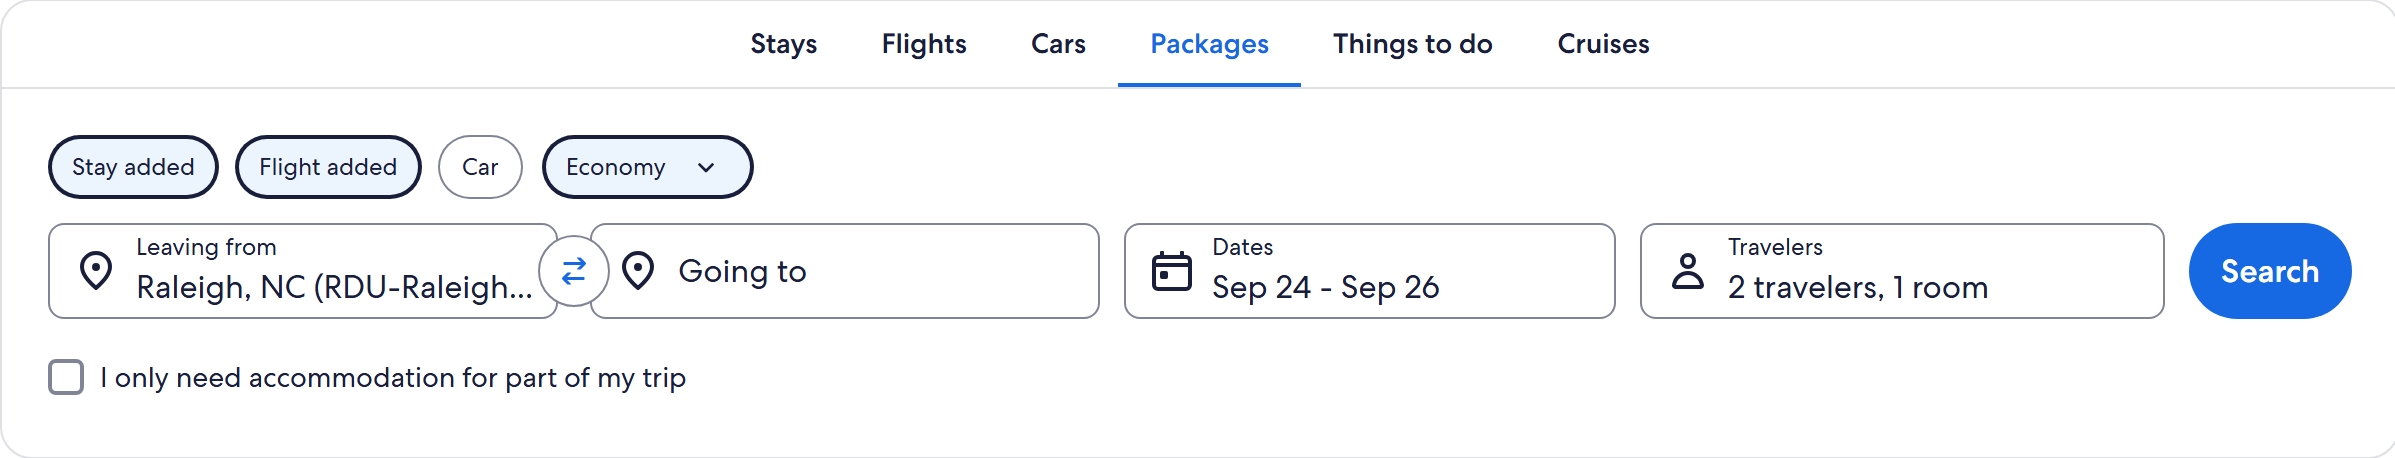 Stays Flights Cars Packages Things to do Cruises
Stay added Flight added Car Economy
Leaving from
Raleigh, NC (RDU-Raleigh...
Going to
Dates
Sep 24 - Sep 26
Travelers
2 travelers, 1 room
Search
I only need accommodation for part of my trip